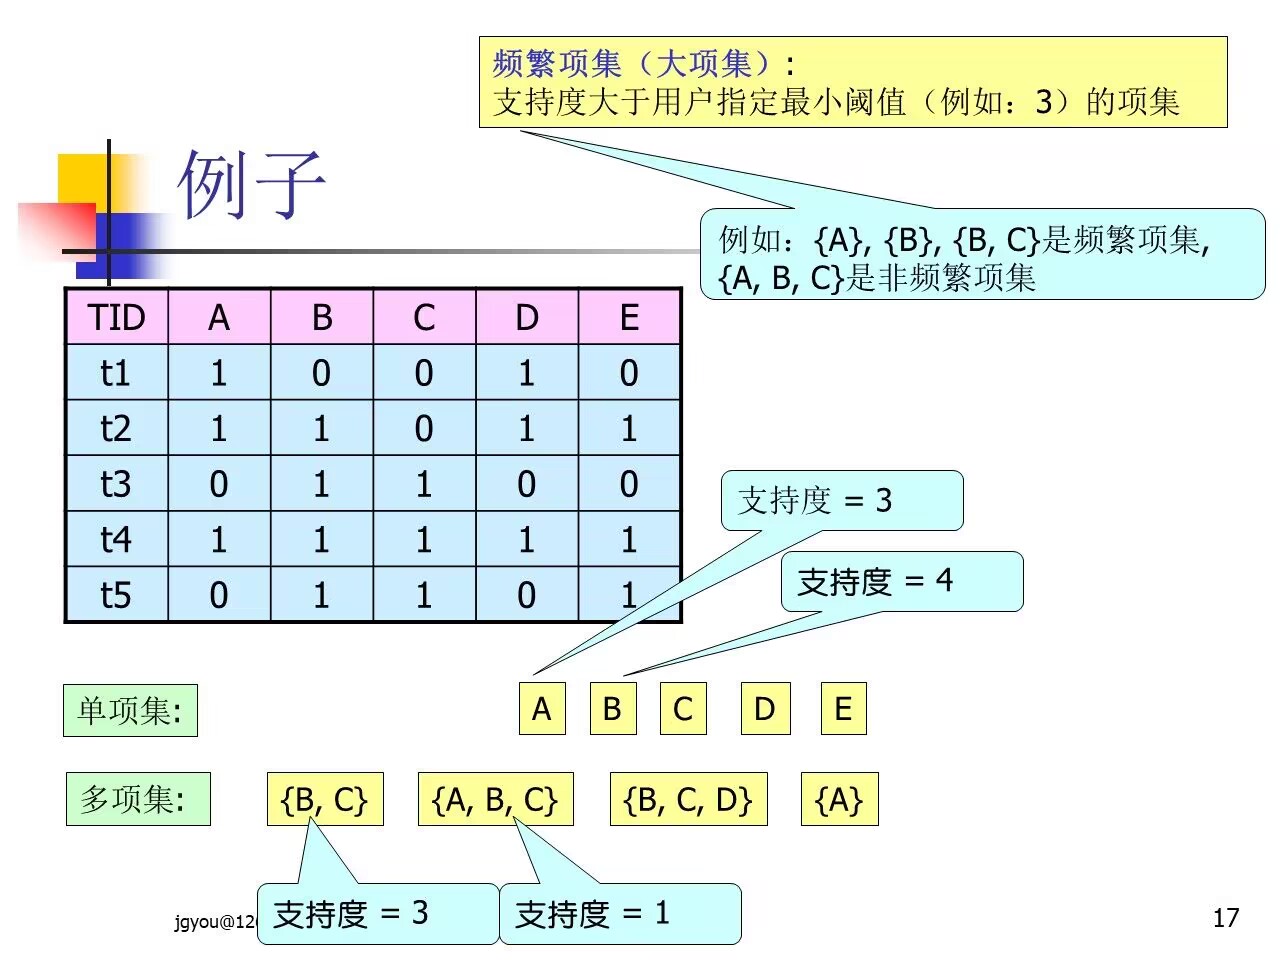 频繁项集（大项集）:
支持度大于用户指定最小阈值（例如：3）的项集
例子
例如：{A}, {B}, {B, C}是频繁项集,
{A, B, C}是非频繁项集
TID A B C D E
t1 1 0 0 1 0
t2 1 1 0 1 1
t3 0 1 1 0 0
t4 1 1 1 1 1
t5 0 1 1 0 1
支持度 = 3
支持度 = 4
单项集: A B C D E
多项集: {B, C} {A, B, C} {B, C, D} {A}
支持度 = 3 支持度 = 1
jgyou@12 17